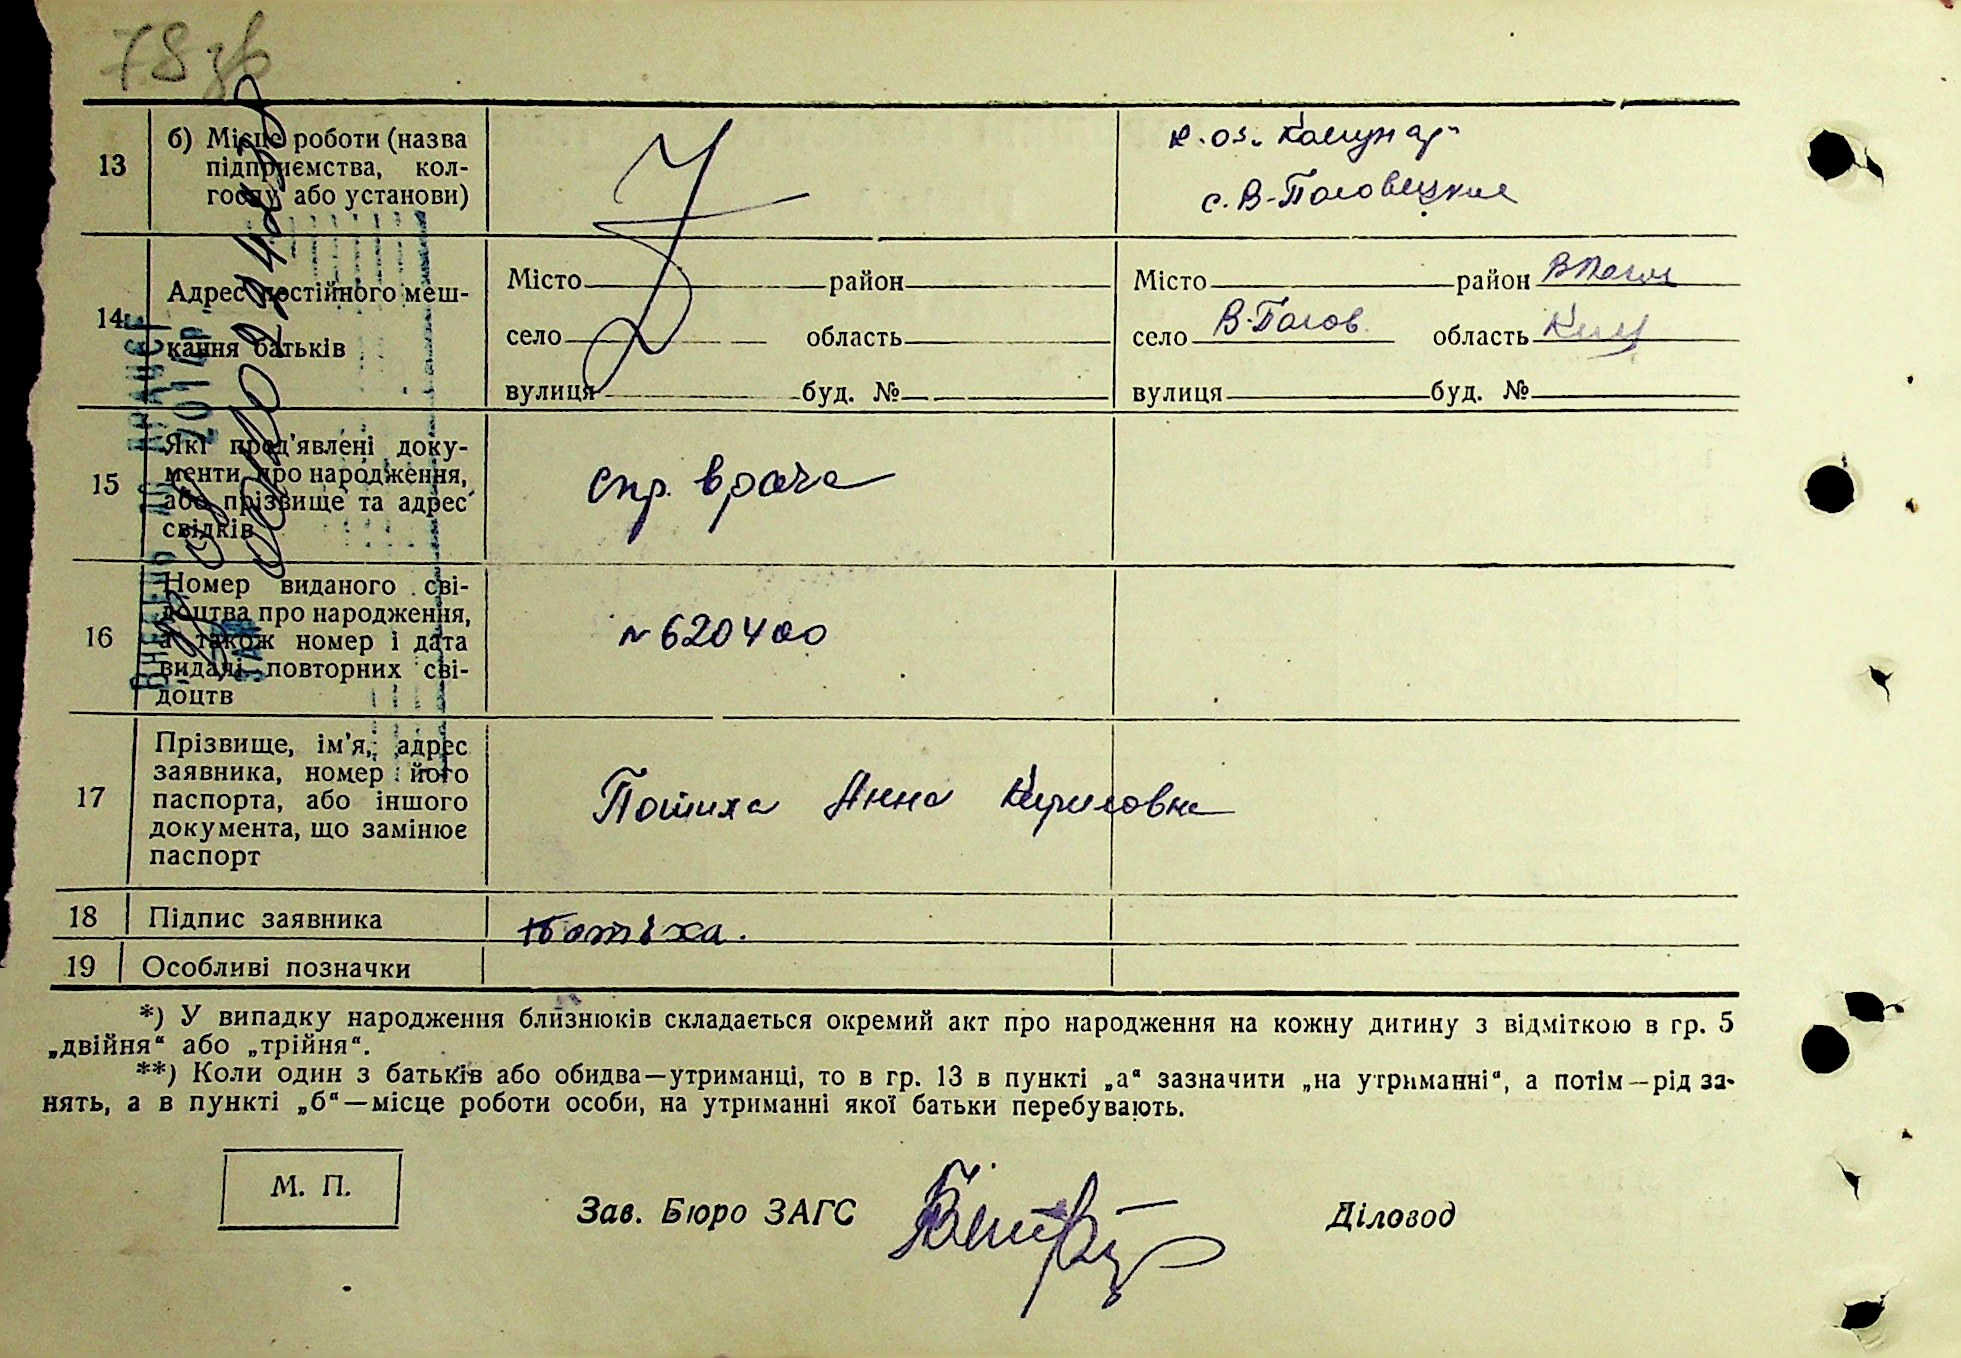 78зв
13
б) Місце роботи (назва
підприємства, кол-
госпу або установи)
с. В-Половецкие
14
Адрес постійного меш-
кання батьків
Місто район
село область
вулиця буд. №
Місто район
село В-Полов. область
вулиця буд. №
15
Які пред'явлені доку-
менти про народження,
або прізвище та адрес
свідків
спр. врача
16
Номер виданого сві-
доцтва про народження,
а також номер і дата
видачі повторних сві-
доцтв
№ 620400
17
Прізвище, ім'я, адрес
заявника, номер його
паспорта, або іншого
документа, що замінює
паспорт
Потиха Анна Кириловна
18 Підпис заявника
Потіха.
19 Особливі позначки
*) У випадку народження близнюків складається окремий акт про народження на кожну дитину з відміткою в гр. 5
„двійня“ або „трійня“.
**) Коли один з батьків або обидва—утриманці, то в гр. 13 в пункті „а“ зазначити „на утриманні“, а потім—рід за-
нять, а в пункті „б“—місце роботи особи, на утриманні якої батьки перебувають.
М. П.
Зав. Бюро ЗАГС
Діловод